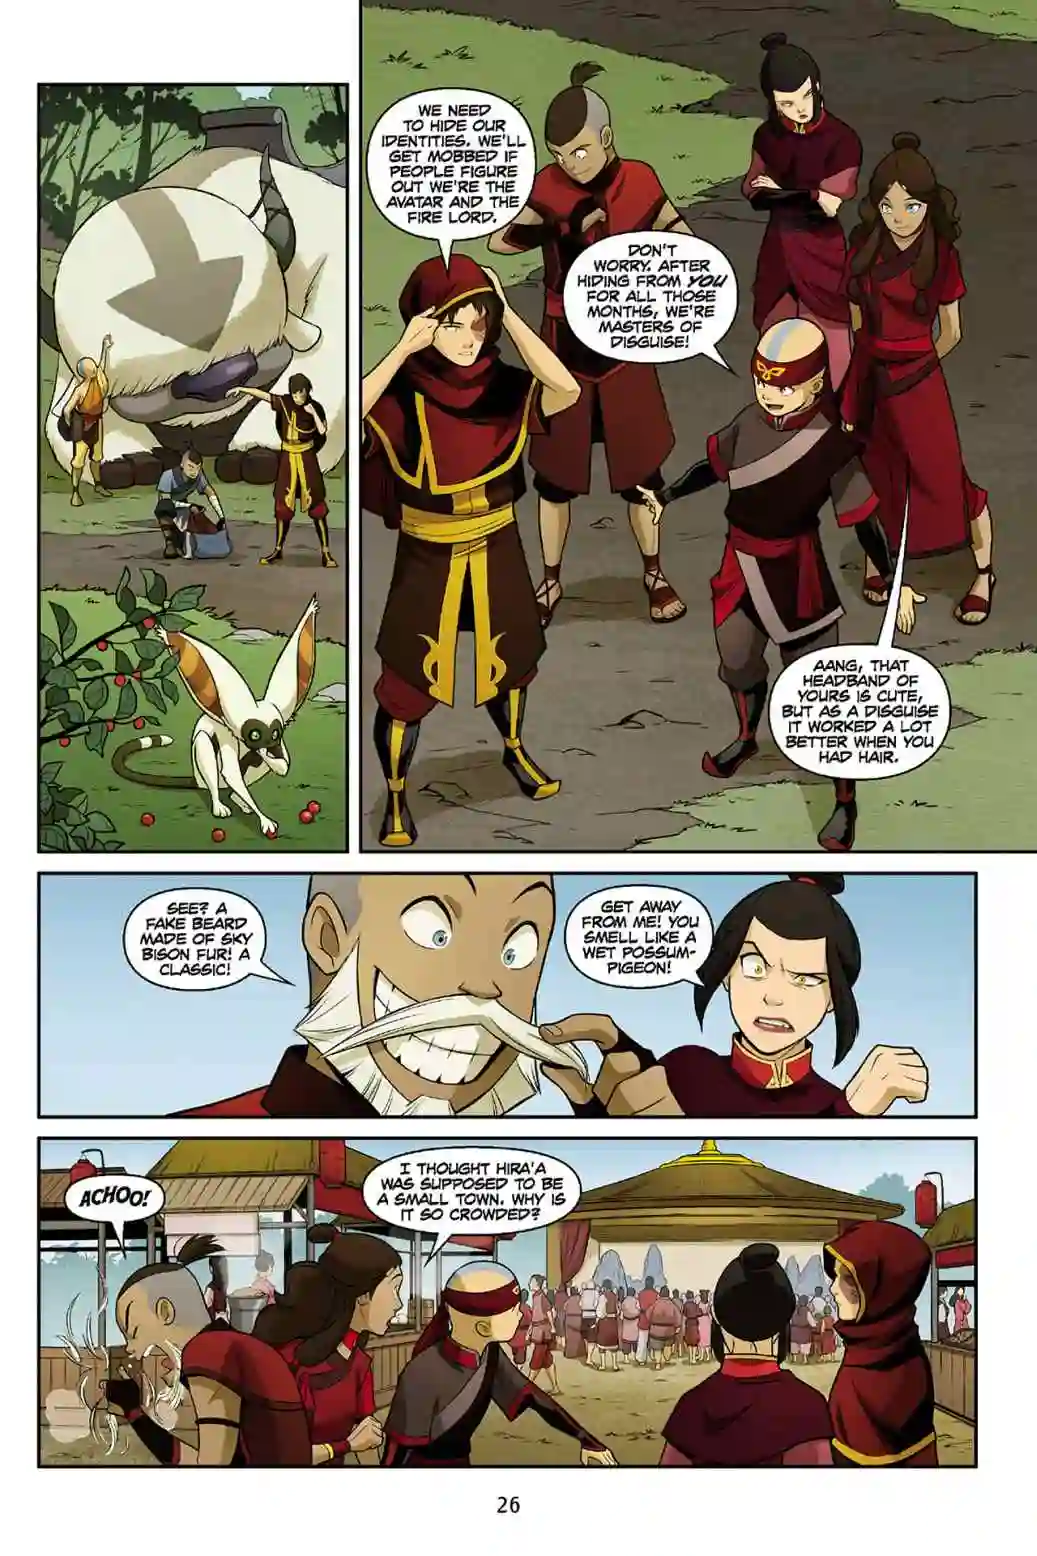 WE NEED
TO HIDE OUR
IDENTITIES. WE'LL
GET MOBBED IF
PEOPLE FIGURE
OUT WE'RE THE
AVATAR AND THE
FIRE LORD.
DON'T
WORRY. AFTER
HIDING FROM YOU
FOR ALL THOSE
MONTHS, WE'RE
MASTERS OF
DISGUISE!
AANG, THAT
HEADBAND OF
YOURS IS CUTE,
BUT AS A DISGUISE
IT WORKED A LOT
BETTER WHEN YOU
HAD HAIR.
SEE? A
FAKE BEARD
MADE OF SKY
BISON FUR! A
CLASSIC!
GET AWAY
FROM ME! YOU
SMELL LIKE A
WET POSSUM-
PIGEON!
ACHOO!
I THOUGHT HIRA'A
WAS SUPPOSED TO BE
A SMALL TOWN. WHY IS
IT SO CROWDED?
26